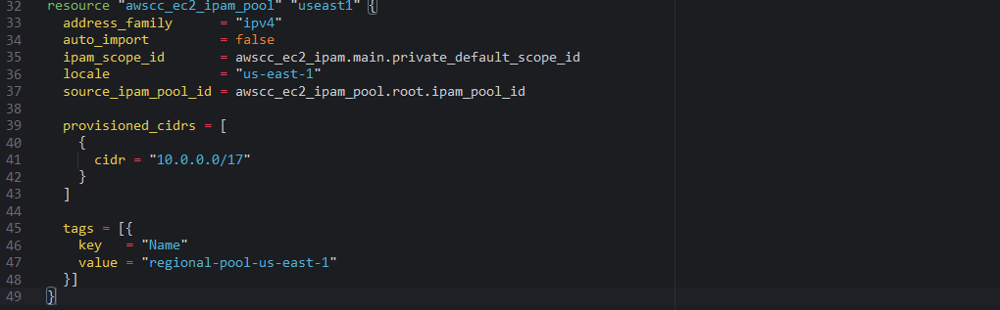 32 resource "awscc_ec2_ipam_pool" "useast1" {
33   address_family      = "ipv4"
34   auto_import         = false
35   ipam_scope_id       = awscc_ec2_ipam.main.private_default_scope_id
36   locale              = "us-east-1"
37   source_ipam_pool_id = awscc_ec2_ipam_pool.root.ipam_pool_id
38
39   provisioned_cidrs = [
40     {
41       cidr = "10.0.0.0/17"
42     }
43   ]
44
45   tags = [{
46     key   = "Name"
47     value = "regional-pool-us-east-1"
48   }]
49 }